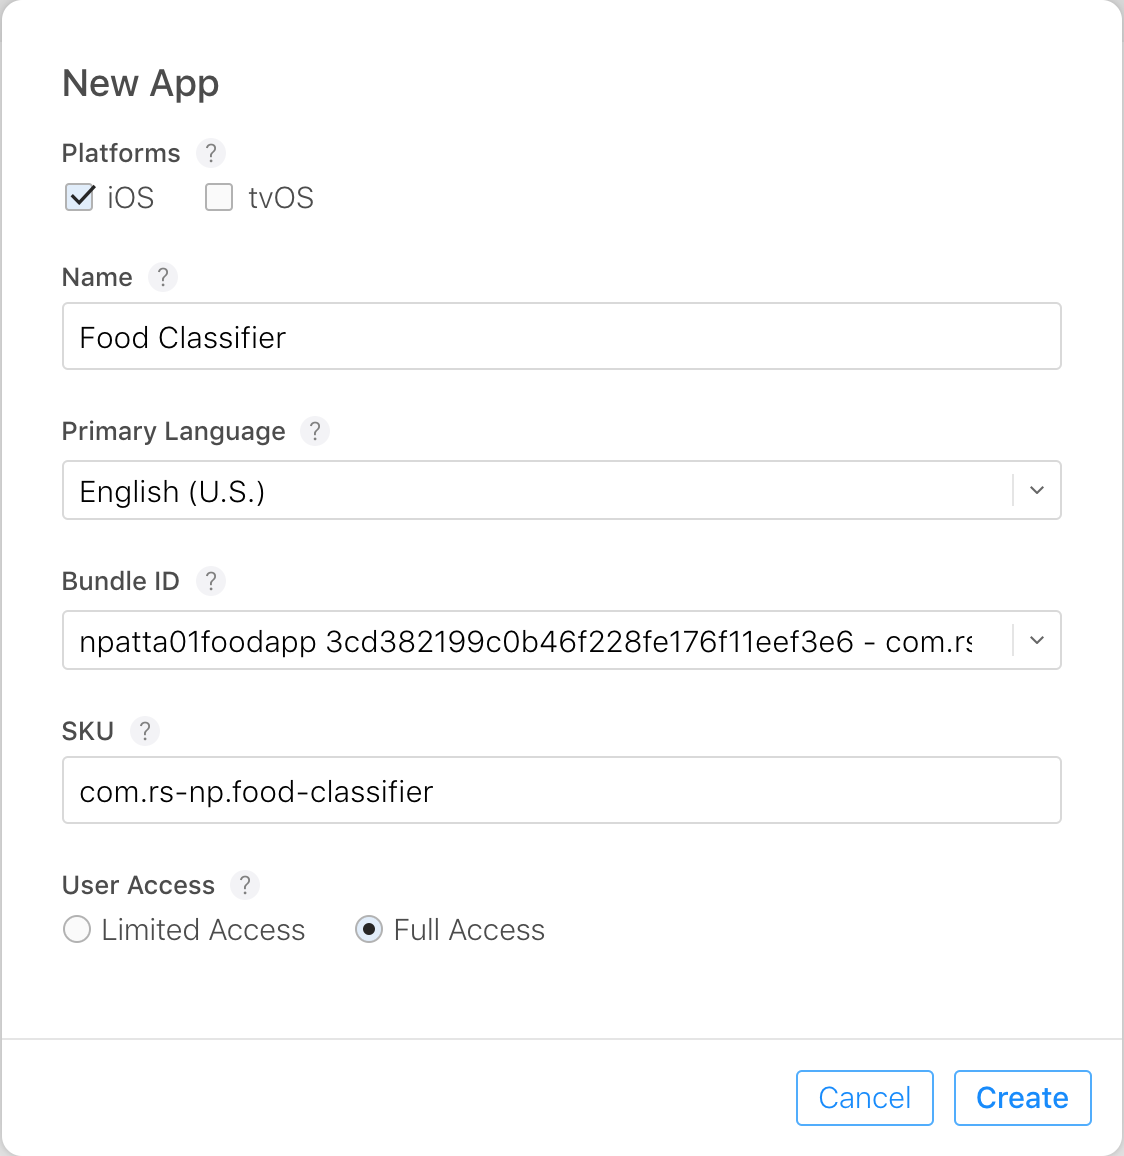 New App
Platforms ?
iOS tvOS
Name ?
Food Classifier
Primary Language ?
English (U.S.)
Bundle ID ?
npatta01foodapp 3cd382199c0b46f228fe176f11eef3e6 - com.rs
SKU ?
com.rs-np.food-classifier
User Access ?
Limited Access Full Access
Cancel Create